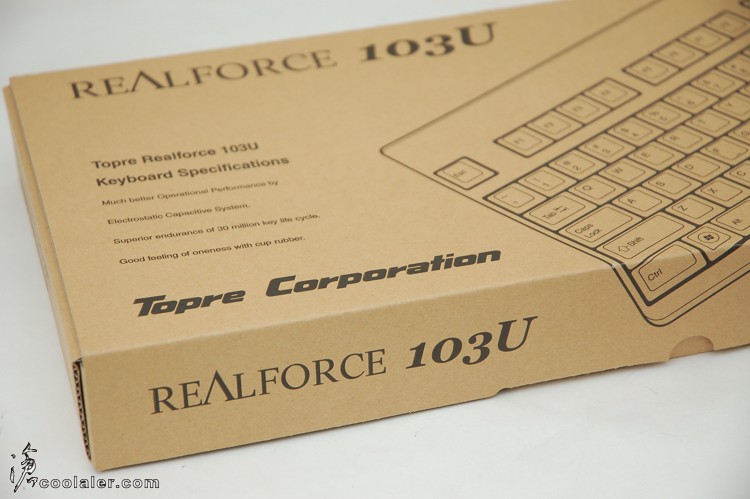 REALFORCE 103U
Topre Realforce 103U
Keyboard Specifications
Much better Operational Performance by
Electrostatic Capacitive System.
Superior endurance of 30 million key life cycle.
Good feeling of oneness with cup rubber.
Topre Corporation
REALFORCE 103U
Esc
Tab
Q
W
E
R
Caps
Lock
A
S
D
Shift
Z
X
Ctrl
Alt
coolaler.com